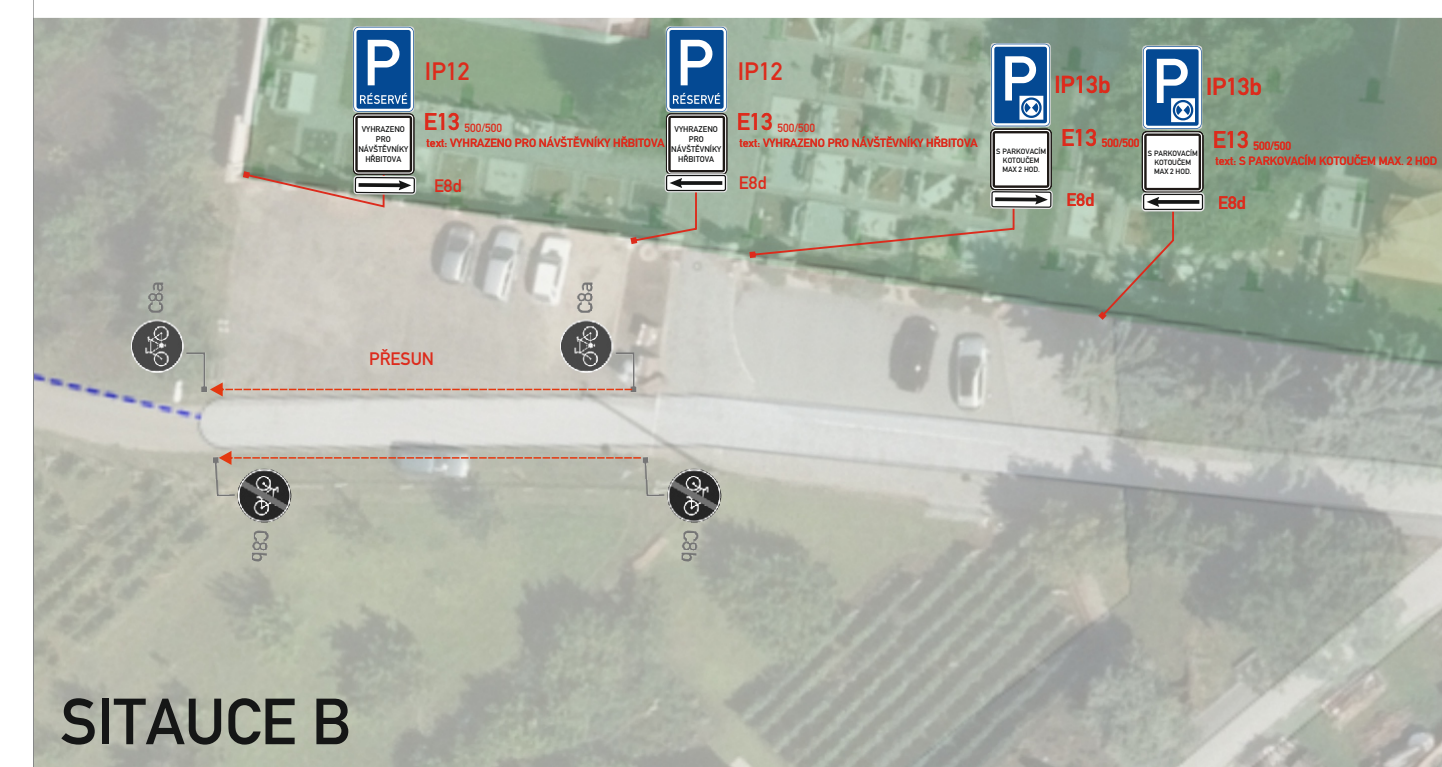 P
RÉSERVÉ
IP12
VYHRAZENO
PRO
NÁVŠTĚVNÍKY
HŘBITOVA
E13 500/500
text: VYHRAZENO PRO NÁVŠTĚVNÍKY HŘBITOVA
E8d
P
RÉSERVÉ
IP12
VYHRAZENO
PRO
NÁVŠTĚVNÍKY
HŘBITOVA
E13 500/500
text: VYHRAZENO PRO NÁVŠTĚVNÍKY HŘBITOVA
E8d
P
IP13b
S PARKOVACÍM
KOTOUČEM
MAX 2 HOD.
E13 500/500
E8d
P
IP13b
S PARKOVACÍM
KOTOUČEM
MAX 2 HOD.
E13 500/500
text: S PARKOVACÍM KOTOUČEM MAX. 2 HOD
E8d
C8a
C8a
PŘESUN
C8b
C8b
SITAUCE B